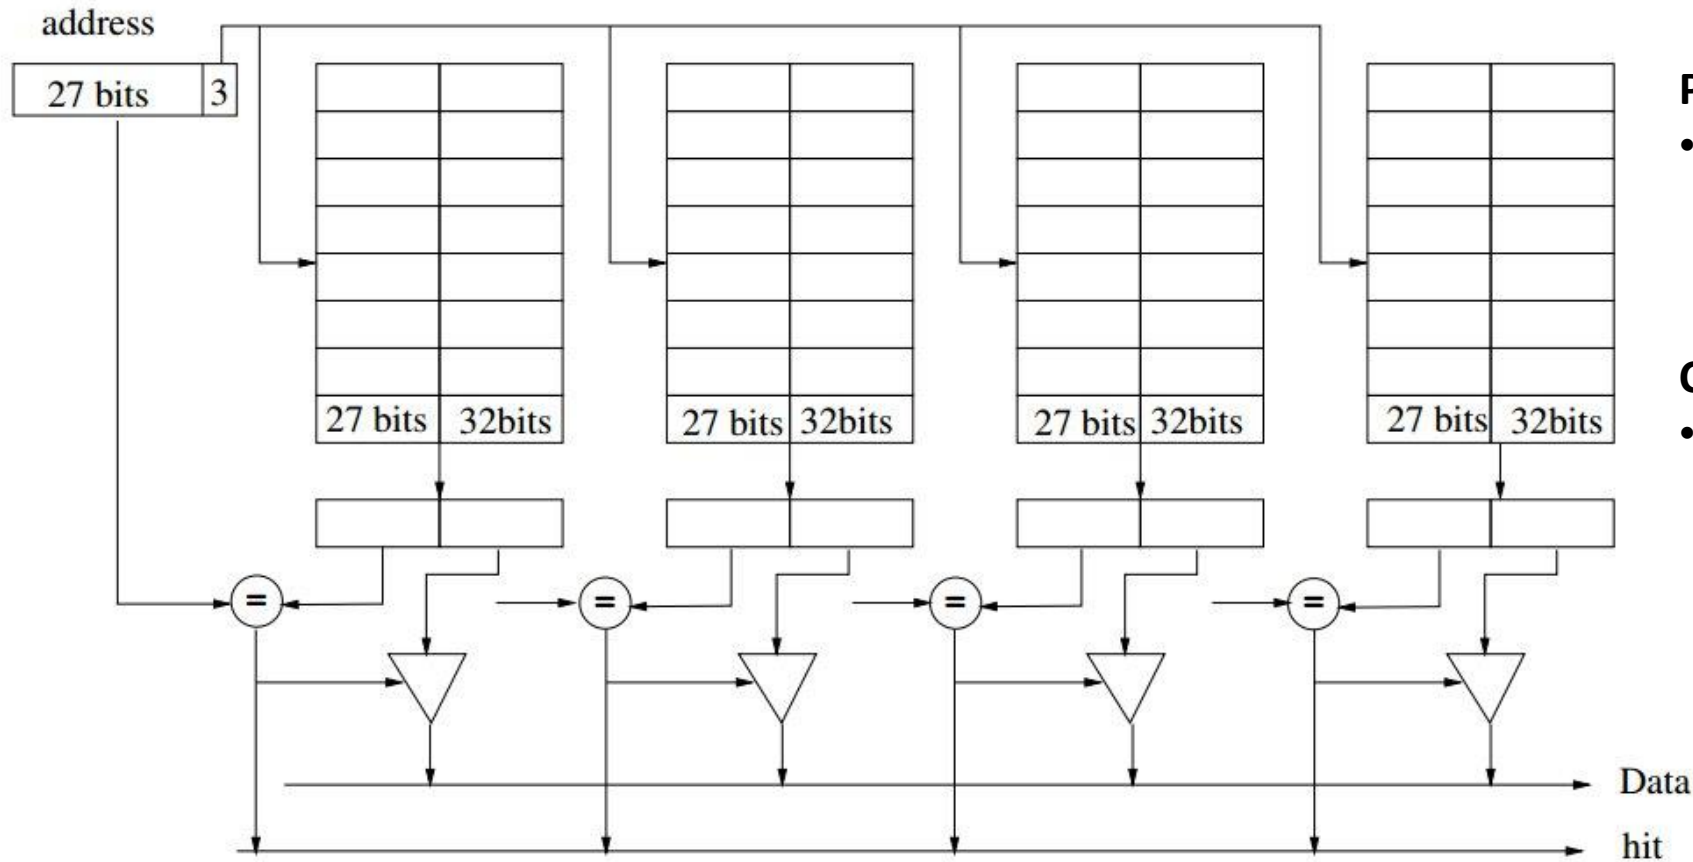 address
27 bits 3
P
•
C
•
27 bits 32bits 27 bits 32bits 27 bits 32bits 27 bits 32bits
= = = =
Data
hit